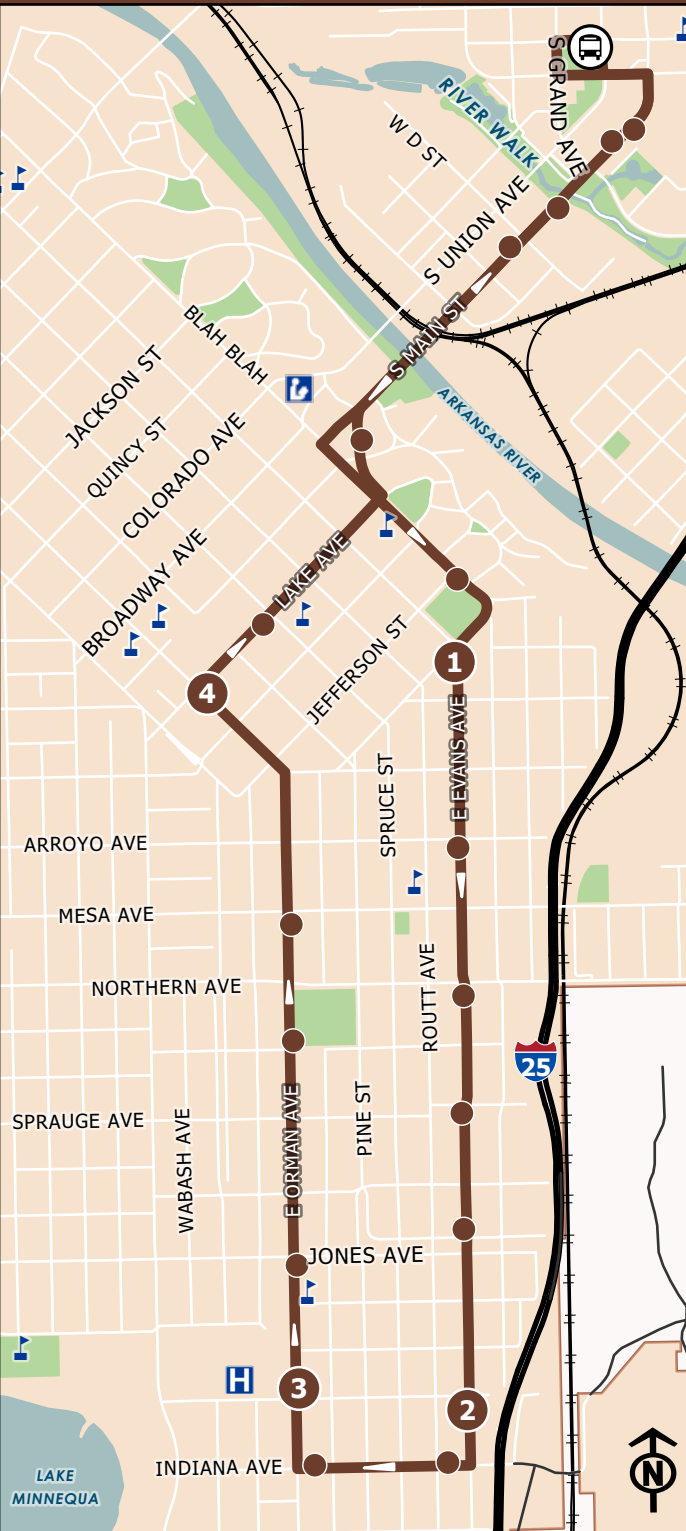 S GRAND AVE
RIVER WALK
W D ST
S UNION AVE
S MAIN ST
BLAH BLAH
JACKSON ST
QUINCY ST
COLORADO AVE
ARKANSAS RIVER
BROADWAY AVE
LAKE AVE
JEFFERSON ST
1
4
E EVANS AVE
SPRUCE ST
ARROYO AVE
MESA AVE
NORTHERN AVE
ROUTT AVE
25
SPRAUGE AVE
WABASH AVE
E ORMAN AVE
PINE ST
JONES AVE
H
3
2
INDIANA AVE
LAKE
MINNEQUA
N